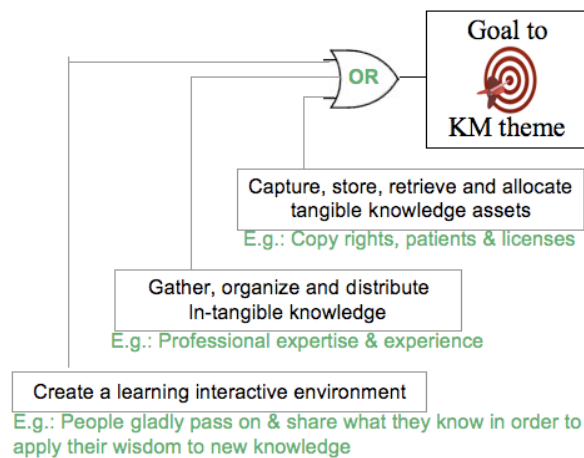 Goal to
OR
KM theme
Capture, store, retrieve and allocate
tangible knowledge assets
E.g.: Copy rights, patients & licenses
Gather, organize and distribute
In-tangible knowledge
E.g.: Professional expertise & experience
Create a learning interactive environment
E.g.: People gladly pass on & share what they know in order to
apply their wisdom to new knowledge